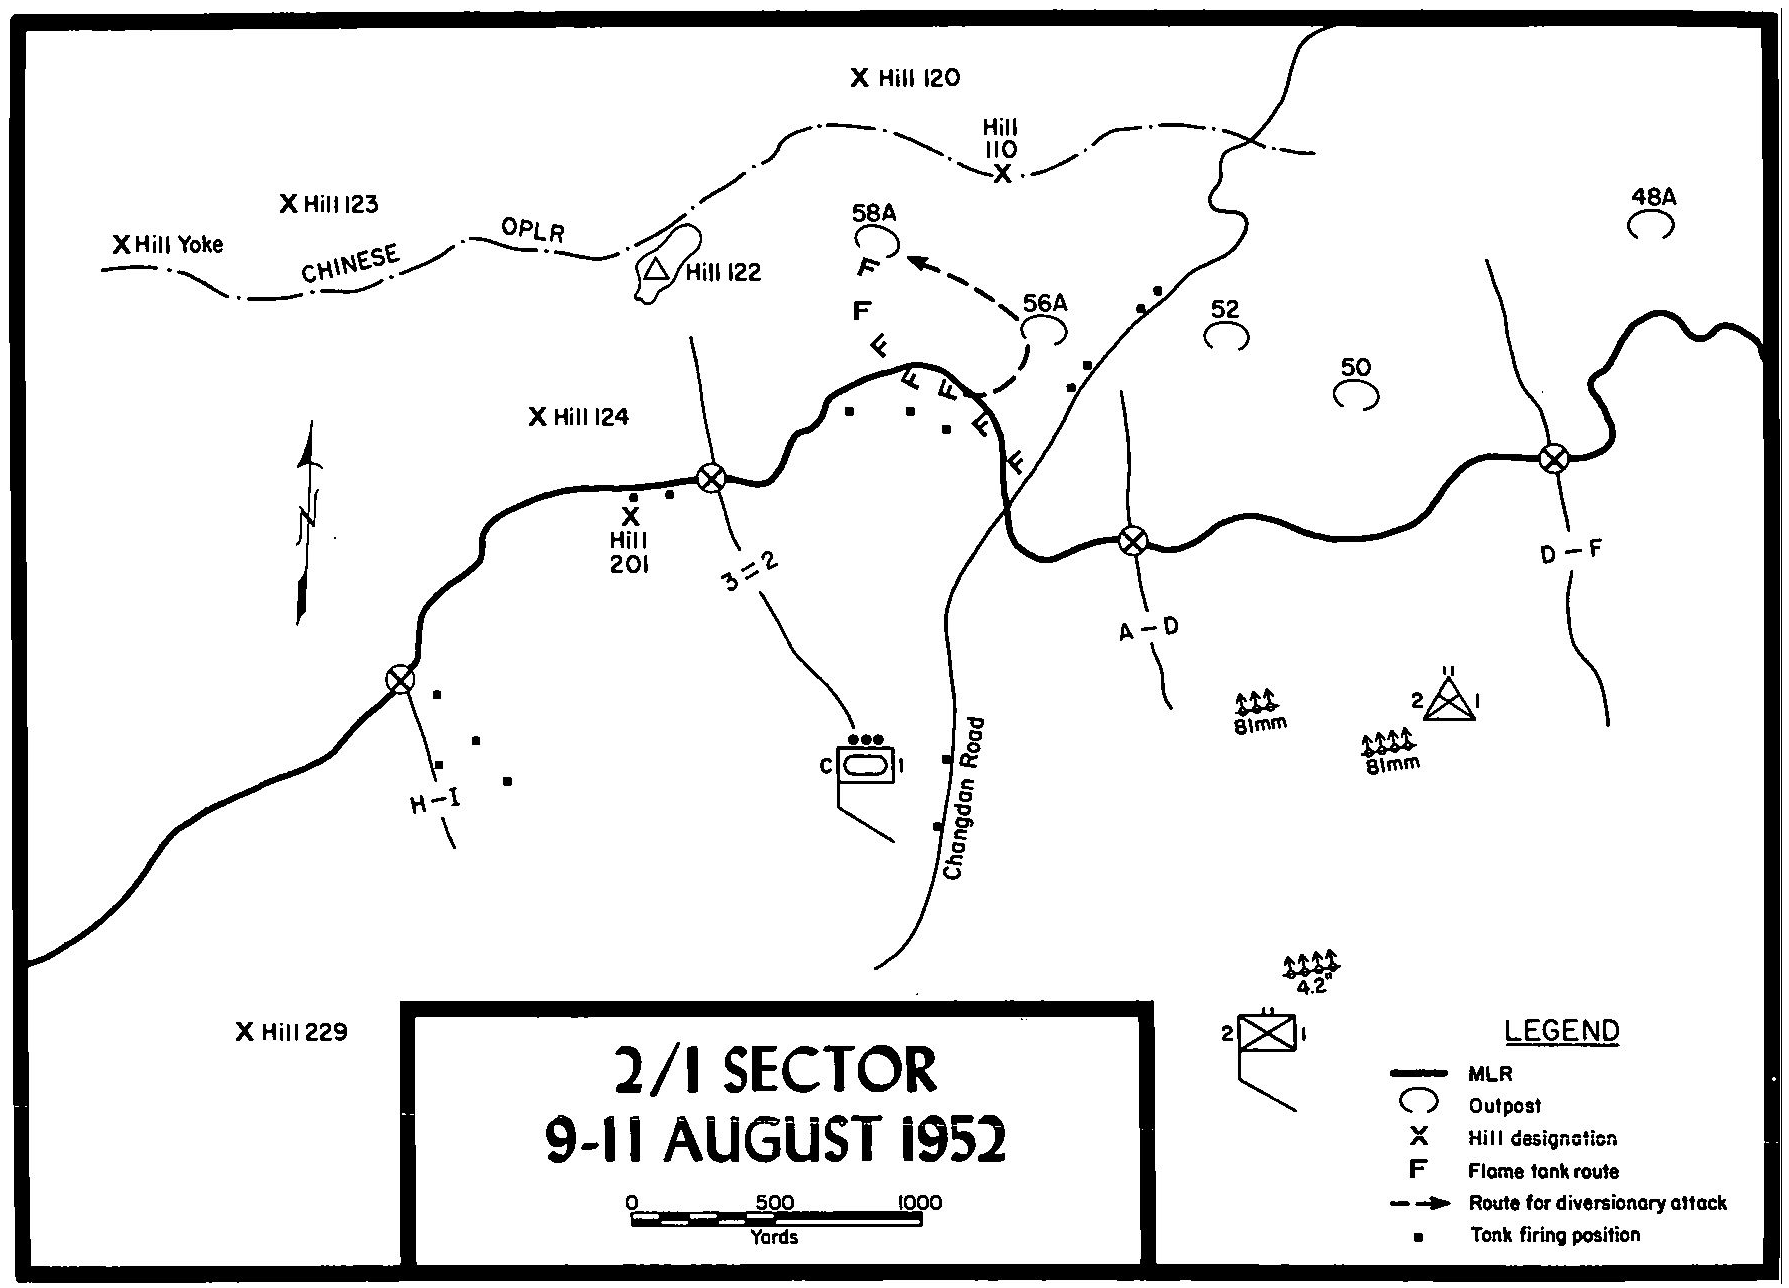 X Hill 120
Hill
110
X
48A
X Hill 123
58A
X Hill Yoke
OPLR
CHINESE
Hill 122
F
56A
52
F
F
50
F
F
X Hill 124
F
F
X
Hill
201
3=2
D-F
A-D
81mm
2 1
81mm
C 1
H-I
Changdan Road
4.2"
X Hill 229
2 1
2/1 SECTOR
9-11 AUGUST 1952
0 500 1000
Yards
LEGEND
MLR
Outpost
X Hill designation
F Flame tank route
Route for diversionary attack
Tank firing position